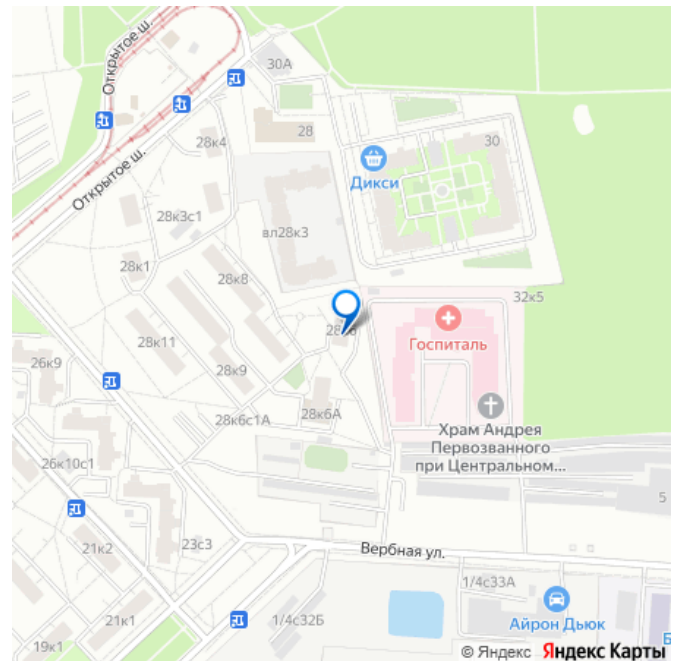 Открытое ш.
30А
28
28к4
30
Дикси
Открытое ш.
28к3с1
вл28к3
28к1
28к8
32к5
28к11
Госпиталь
26к9
28к9
28к6А
28к6с1А
Храм Андрея
Первозванного
при Центральном...
26к10с1
5
21к2
23с3
Вербная ул.
1/4с33А
21к1
1/4с32Б
Айрон Дьюк
19к1
Б
© Яндекс Яндекс Карты